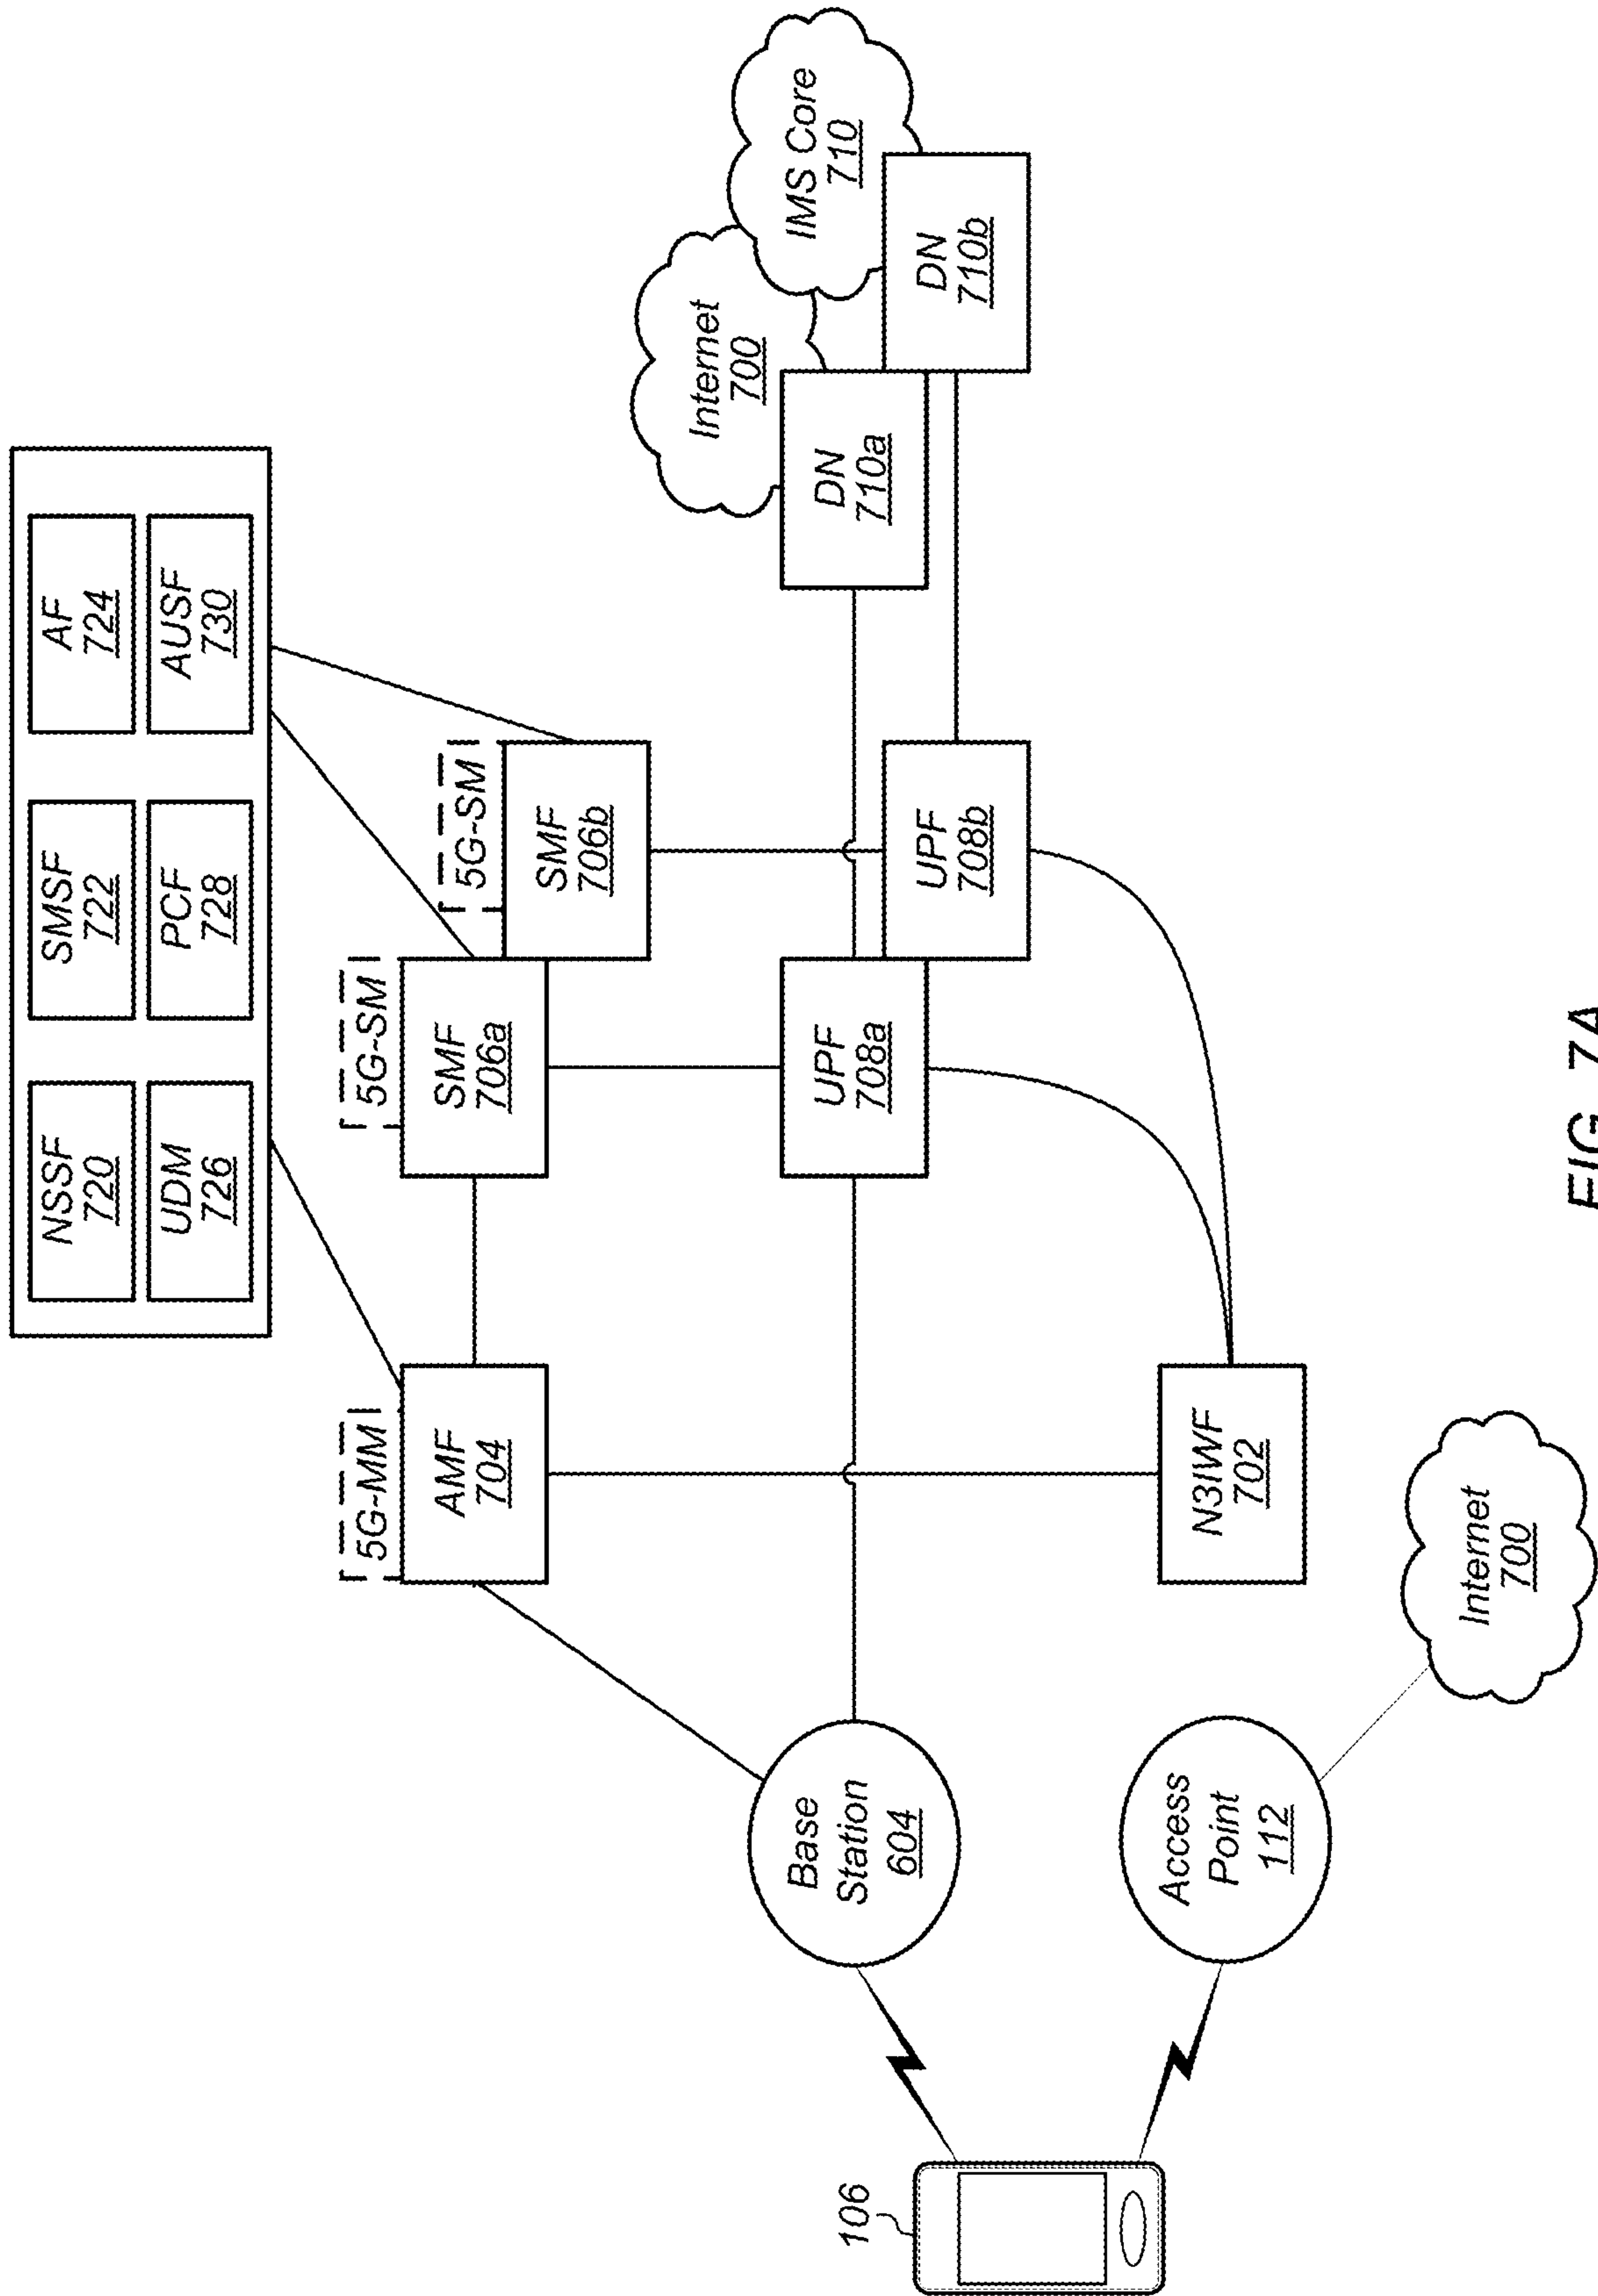 NSSF
720
SMSF
722
AF
724
UDM
726
PCF
728
AUSF
730
5G-MM
AMF
704
5G-SM
SMF
706a
5G-SM
SMF
706b
Internet
700
IMS Core
710
106
Base
Station
604
UPF
708a
UPF
708b
DN
710a
DN
710b
Access
Point
112
N3IWF
702
Internet
700
FIG. 7A